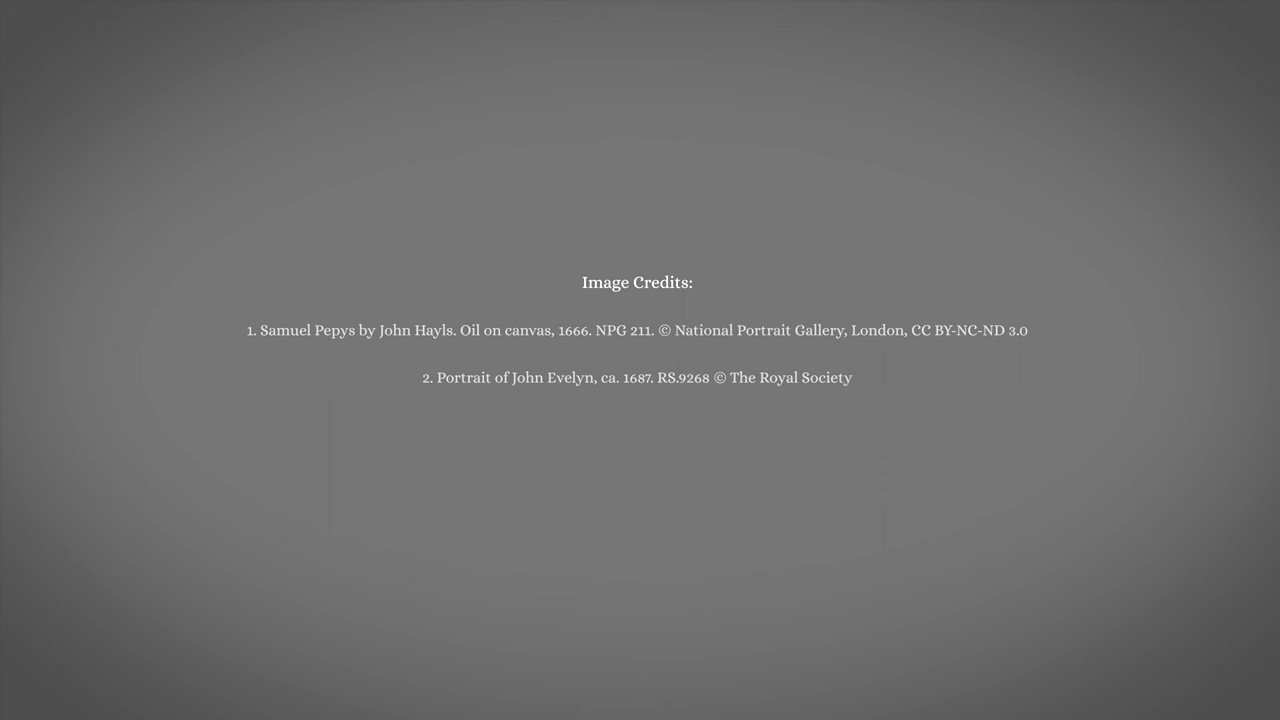 Image Credits:
1. Samuel Pepys by John Hayls. Oil on canvas, 1666. NPG 211. © National Portrait Gallery, London, CC BY-NC-ND 3.0
2. Portrait of John Evelyn, ca. 1687. RS.9268 © The Royal Society